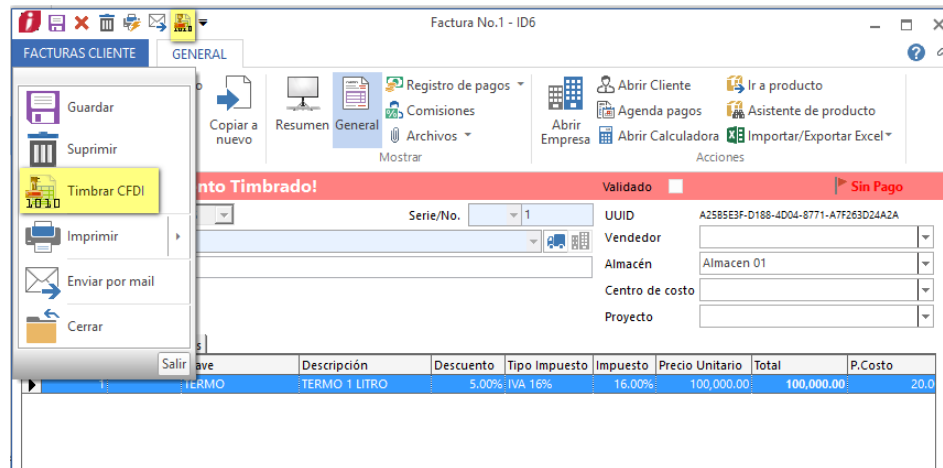 Factura No.1 - ID6
FACTURAS CLIENTE
GENERAL
Guardar
Suprimir
Timbrar CFDI
Imprimir
Enviar por mail
Cerrar
Salir
Copiar a nuevo
Resumen
General
Registro de pagos
Comisiones
Archivos
Mostrar
Abrir Empresa
Abrir Cliente
Agenda pagos
Abrir Calculadora
Ir a producto
Asistente de producto
Importar/Exportar Excel
Acciones
nto Timbrado!
Validado
Sin Pago
Serie/No.
1
UUID
A25B5E3F-D188-4D04-8771-A7F263D24A2A
Vendedor
Almacén
Almacen 01
Centro de costo
Proyecto
ave Descripción Descuento Tipo Impuesto Impuesto Precio Unitario Total P.Costo
1 TERMO TERMO 1 LITRO 5.00% IVA 16% 16.00% 100,000.00 100,000.00 20.0